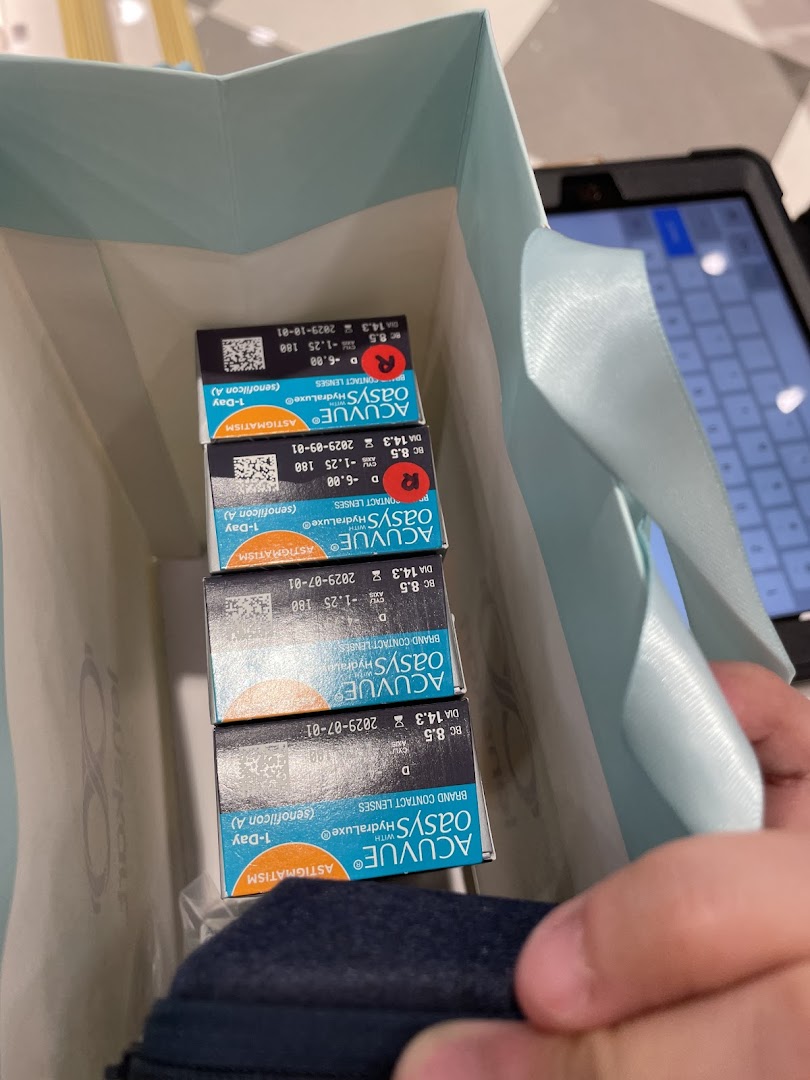 ASTIGMATISM
ACUVUE®
OASYS WITH HydraLuxe® 1-Day
BRAND CONTACT LENSES (senofilcon A)
R
D -6.00
BC 8.5 CYL/AXIS -1.25 180
DIA 14.3 2029-10-01
ASTIGMATISM
ACUVUE®
OASYS WITH HydraLuxe® 1-Day
BRAND CONTACT LENSES (senofilcon A)
R
D -6.00
BC 8.5 CYL/AXIS -1.25 180
DIA 14.3 2029-09-01
ACUVUE®
OASYS WITH HydraLuxe®
BRAND CONTACT LENSES
D
BC 8.5 CYL/AXIS -1.25 180
DIA 14.3 2029-07-01
ASTIGMATISM
ACUVUE®
OASYS WITH HydraLuxe® 1-Day
BRAND CONTACT LENSES (senofilcon A)
D
BC 8.5 CYL/AXIS
DIA 14.3 2029-07-01